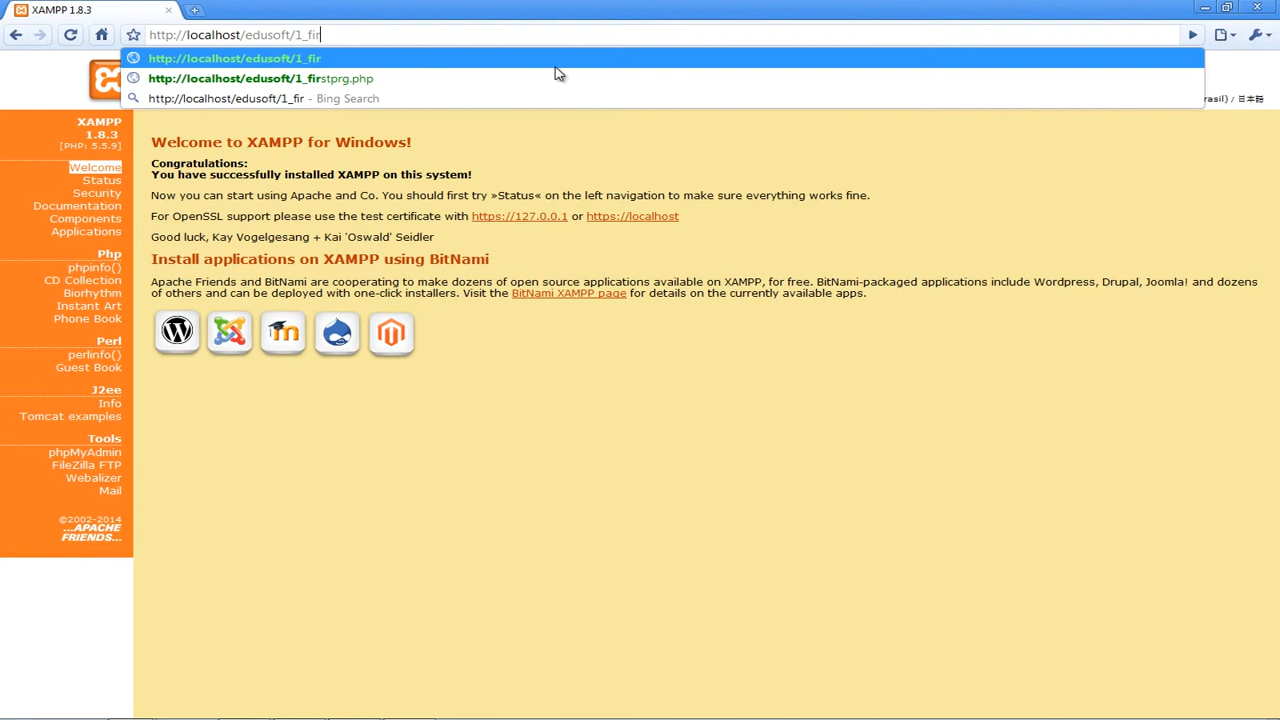 XAMPP 1.8.3
http://localhost/edusoft/1_fir
http://localhost/edusoft/1_fir
http://localhost/edusoft/1_firstprg.php
http://localhost/edusoft/1_fir - Bing Search
rasil) / 日本語
XAMPP
1.8.3
[PHP: 5.5.9]
Welcome
Status
Security
Documentation
Components
Applications
Php
phpinfo()
CD Collection
Biorhythm
Instant Art
Phone Book
Perl
perlinfo()
Guest Book
J2ee
Info
Tomcat examples
Tools
phpMyAdmin
FileZilla FTP
Webalizer
Mail
©2002-2014
...APACHE
FRIENDS...
Welcome to XAMPP for Windows!
Congratulations:
You have successfully installed XAMPP on this system!
Now you can start using Apache and Co. You should first try »Status« on the left navigation to make sure everything works fine.
For OpenSSL support please use the test certificate with https://127.0.0.1 or https://localhost
Good luck, Kay Vogelgesang + Kai 'Oswald' Seidler
Install applications on XAMPP using BitNami
Apache Friends and BitNami are cooperating to make dozens of open source applications available on XAMPP, for free. BitNami-packaged applications include Wordpress, Drupal, Joomla! and dozens
of others and can be deployed with one-click installers. Visit the BitNami XAMPP page for details on the currently available apps.